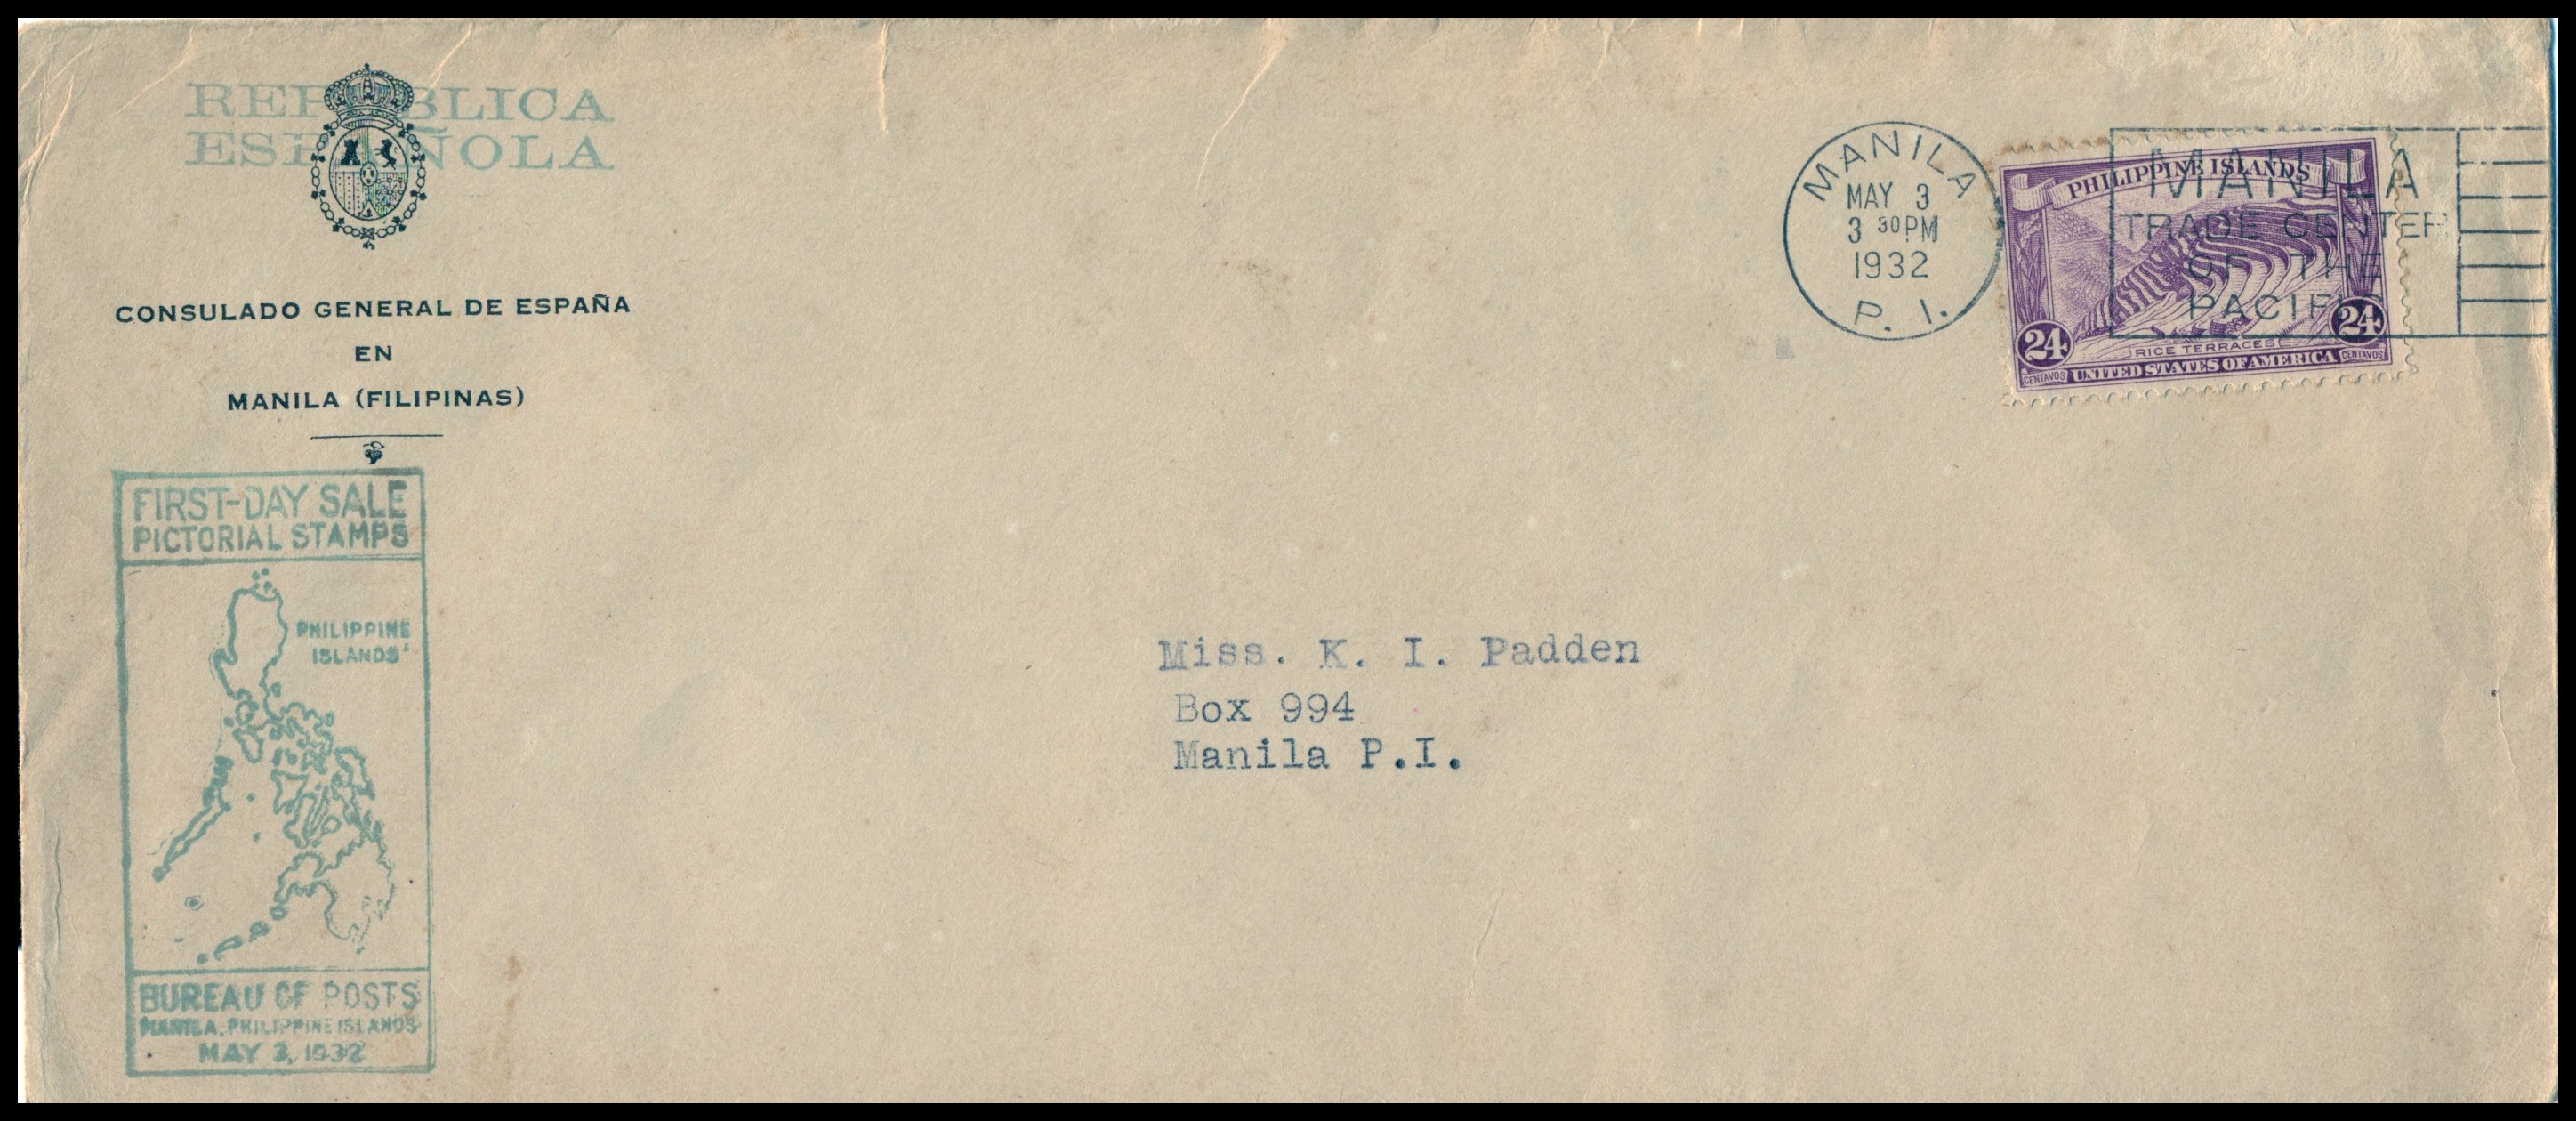 REPUBLICA
ESPAÑOLA
CONSULADO GENERAL DE ESPAÑA
EN
MANILA (FILIPINAS)
FIRST-DAY SALE
PICTORIAL STAMPS
PHILIPPINE
ISLANDS
BUREAU OF POSTS
MANILA, PHILIPPINE ISLANDS
MAY 3, 1932
MANILA
MAY 3
3 30 PM
1932
P. I.
MANILA
TRADE CENTER
OF THE
PACIFIC
PHILIPPINE ISLANDS
24 24
RICE TERRACES
CENTAVOS UNITED STATES OF AMERICA CENTAVOS
Miss. K. I. Padden
Box 994
Manila P.I.